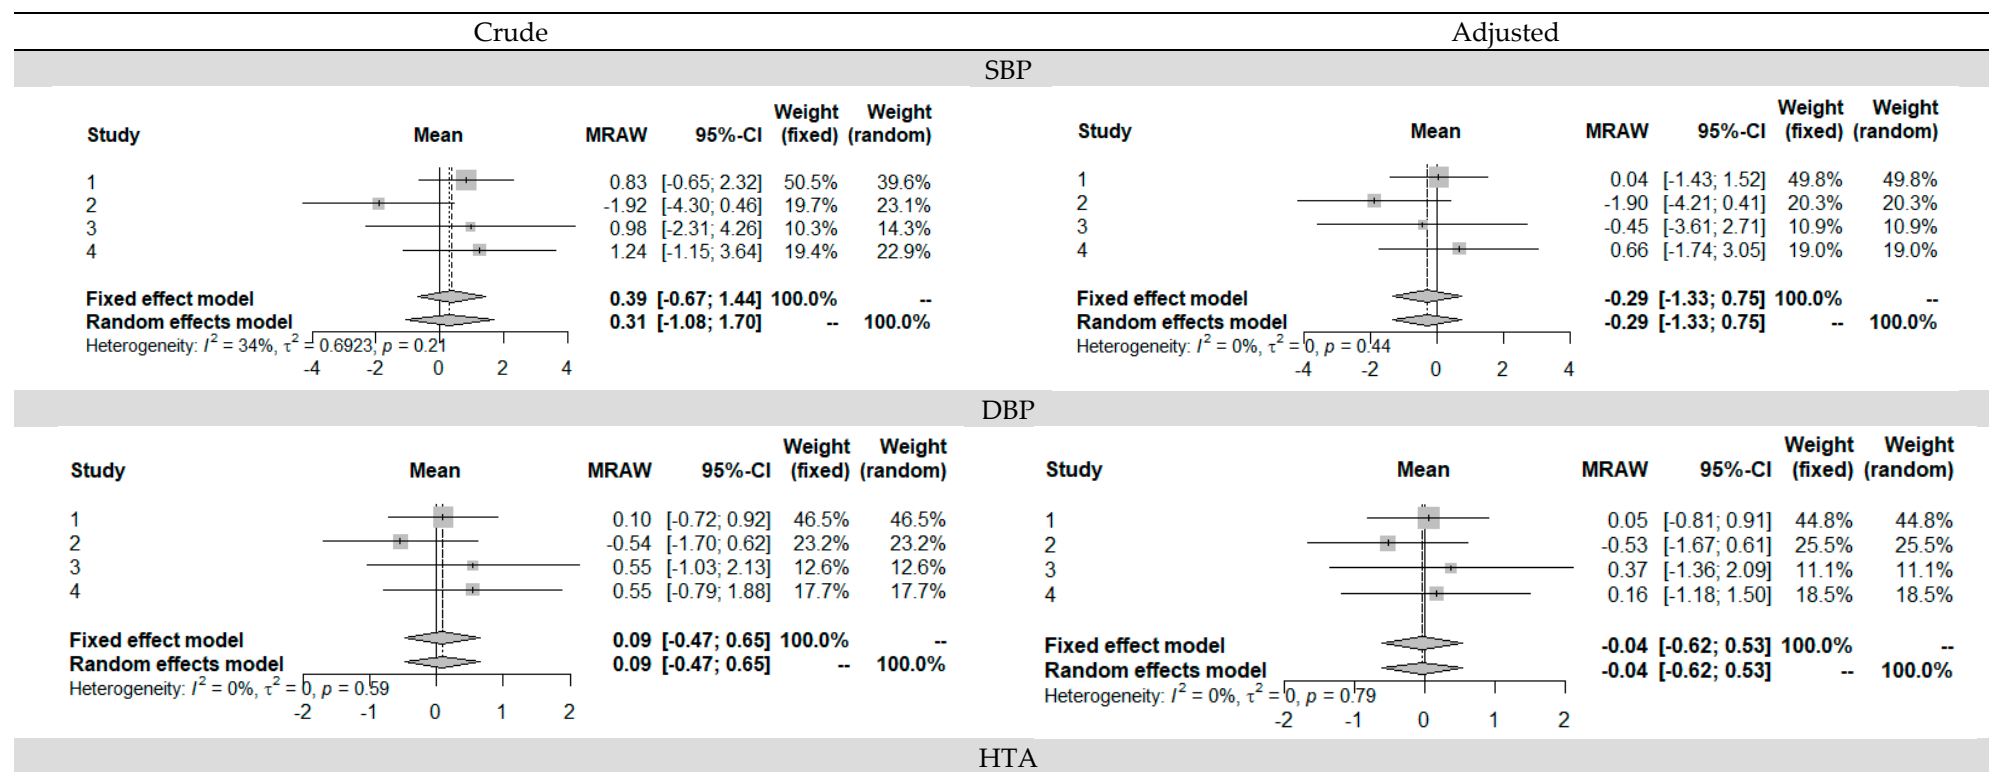 Crude Adjusted
SBP
Weight Weight
Study Mean MRAW 95%-CI (fixed) (random)
1 0.83 [-0.65; 2.32] 50.5% 39.6%
2 -1.92 [-4.30; 0.46] 19.7% 23.1%
3 0.98 [-2.31; 4.26] 10.3% 14.3%
4 1.24 [-1.15; 3.64] 19.4% 22.9%
Fixed effect model 0.39 [-0.67; 1.44] 100.0% --
Random effects model 0.31 [-1.08; 1.70] -- 100.0%
Heterogeneity: I² = 34%, τ² = 0.6923, p = 0.21
-4 -2 0 2 4
Weight Weight
Study Mean MRAW 95%-CI (fixed) (random)
1 0.04 [-1.43; 1.52] 49.8% 49.8%
2 -1.90 [-4.21; 0.41] 20.3% 20.3%
3 -0.45 [-3.61; 2.71] 10.9% 10.9%
4 0.66 [-1.74; 3.05] 19.0% 19.0%
Fixed effect model -0.29 [-1.33; 0.75] 100.0% --
Random effects model -0.29 [-1.33; 0.75] -- 100.0%
Heterogeneity: I² = 0%, τ² = 0, p = 0.44
-4 -2 0 2 4
DBP
Weight Weight
Study Mean MRAW 95%-CI (fixed) (random)
1 0.10 [-0.72; 0.92] 46.5% 46.5%
2 -0.54 [-1.70; 0.62] 23.2% 23.2%
3 0.55 [-1.03; 2.13] 12.6% 12.6%
4 0.55 [-0.79; 1.88] 17.7% 17.7%
Fixed effect model 0.09 [-0.47; 0.65] 100.0% --
Random effects model 0.09 [-0.47; 0.65] -- 100.0%
Heterogeneity: I² = 0%, τ² = 0, p = 0.59
-2 -1 0 1 2
Weight Weight
Study Mean MRAW 95%-CI (fixed) (random)
1 0.05 [-0.81; 0.91] 44.8% 44.8%
2 -0.53 [-1.67; 0.61] 25.5% 25.5%
3 0.37 [-1.36; 2.09] 11.1% 11.1%
4 0.16 [-1.18; 1.50] 18.5% 18.5%
Fixed effect model -0.04 [-0.62; 0.53] 100.0% --
Random effects model -0.04 [-0.62; 0.53] -- 100.0%
Heterogeneity: I² = 0%, τ² = 0, p = 0.79
-2 -1 0 1 2
HTA